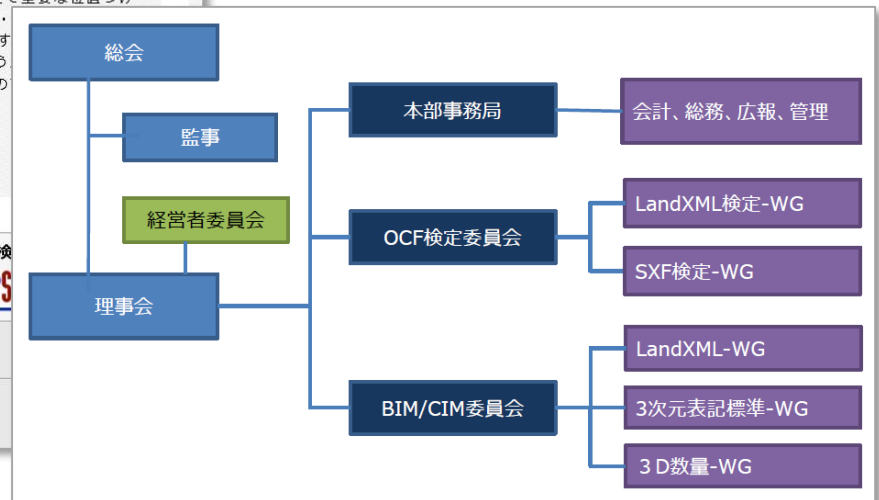 総会
監事
経営者委員会
理事会
本部事務局
会計、総務、広報、管理
OCF検定委員会
LandXML検定-WG
SXF検定-WG
BIM/CIM委員会
LandXML-WG
3次元表記標準-WG
３Ｄ数量-WG